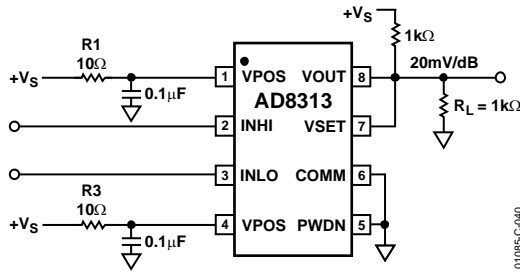 +VS
1kΩ
R1
10Ω
+VS
0.1µF
1 VPOS VOUT 8
20mV/dB
AD8313
RL = 1kΩ
2 INHI VSET 7
3 INLO COMM 6
R3
10Ω
+VS
4 VPOS PWDN 5
0.1µF
01085-C-040